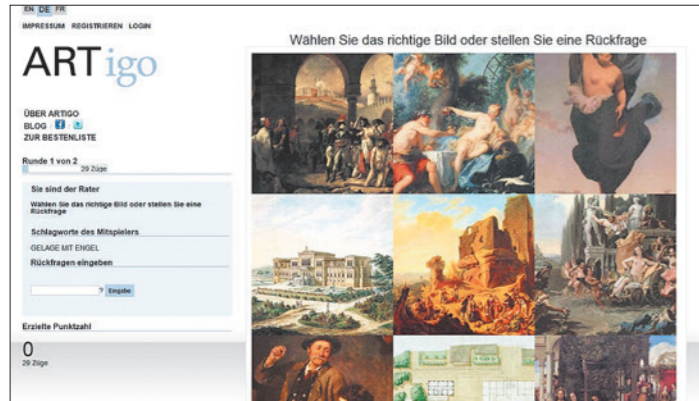 EN DE FR
IMPRESSUM REGISTRIEREN LOGIN
ARTigo
ÜBER ARTIGO
BLOG
ZUR BESTENLISTE
Runde 1 von 2
29 Züge
Sie sind der Rater
Wählen Sie das richtige Bild oder stellen Sie eine
Rückfrage
Schlagworte des Mitspielers
GELAGE MIT ENGEL
Rückfragen eingeben
? Eingabe
Erzielte Punktzahl
0
29 Züge
Wählen Sie das richtige Bild oder stellen Sie eine Rückfrage